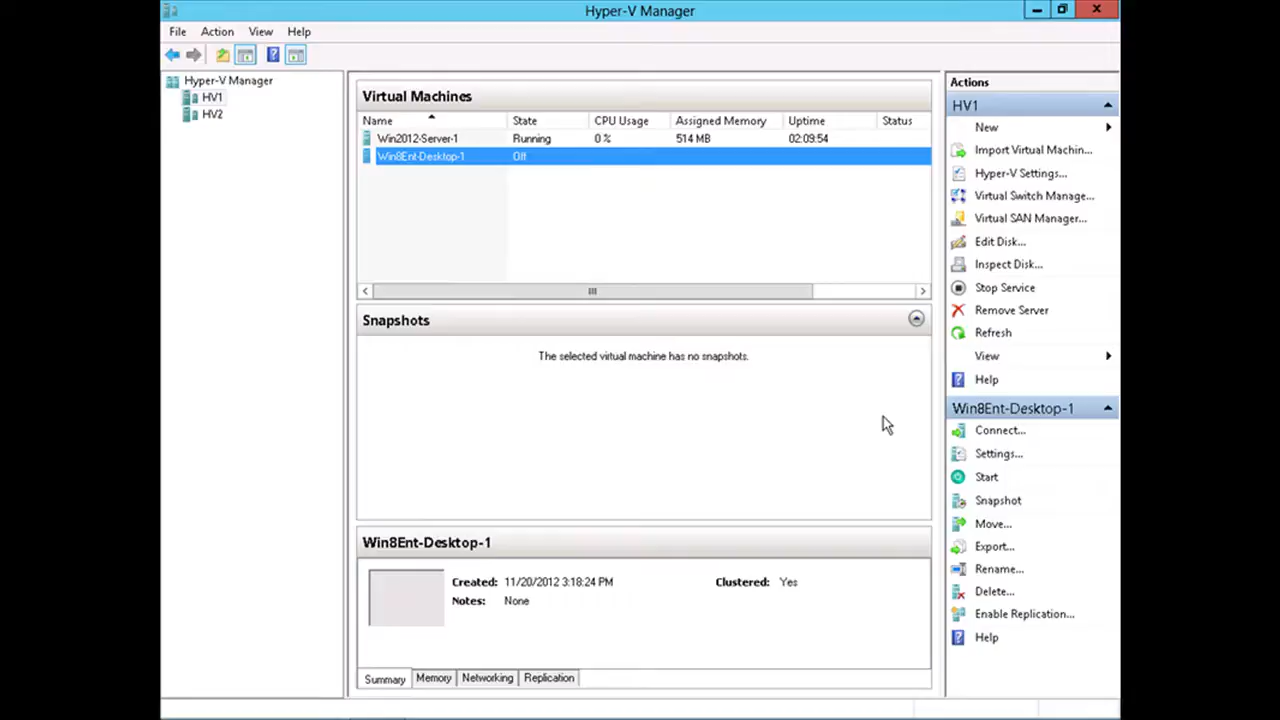 Hyper-V Manager
File Action View Help
Hyper-V Manager
HV1
HV2
Virtual Machines
Name State CPU Usage Assigned Memory Uptime Status
Win2012-Server-1 Running 0 % 514 MB 02:09:54
Win8Ent-Desktop-1 Off
Snapshots
The selected virtual machine has no snapshots.
Win8Ent-Desktop-1
Created: 11/20/2012 3:18:24 PM Clustered: Yes
Notes: None
Summary Memory Networking Replication
Actions
HV1
New
Import Virtual Machin...
Hyper-V Settings...
Virtual Switch Manage...
Virtual SAN Manager...
Edit Disk...
Inspect Disk...
Stop Service
Remove Server
Refresh
View
Help
Win8Ent-Desktop-1
Connect...
Settings...
Start
Snapshot
Move...
Export...
Rename...
Delete...
Enable Replication...
Help